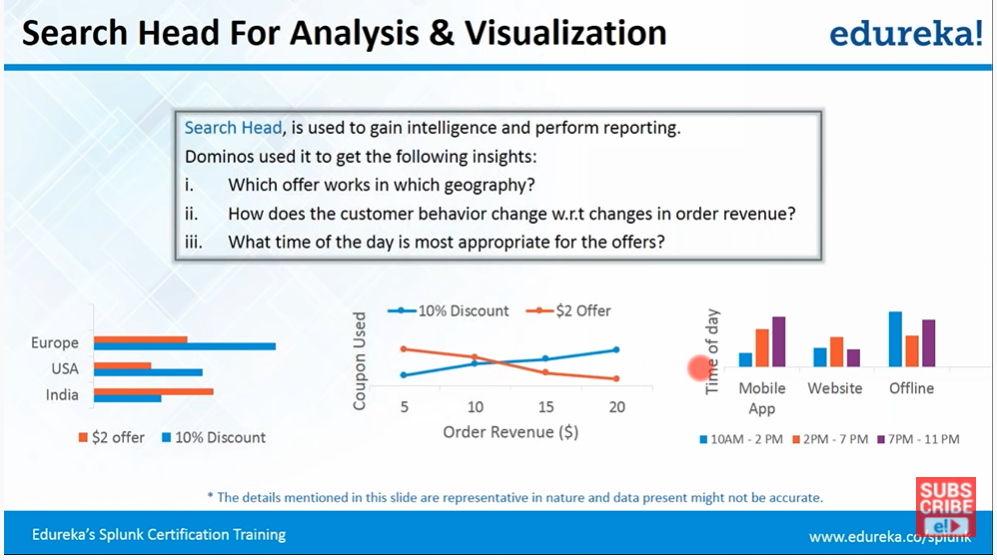 Search Head For Analysis & Visualization
edureka!
Search Head, is used to gain intelligence and perform reporting.
Dominos used it to get the following insights:
i. Which offer works in which geography?
ii. How does the customer behavior change w.r.t changes in order revenue?
iii. What time of the day is most appropriate for the offers?
Europe
USA
India
$2 offer 10% Discount
10% Discount $2 Offer
Coupon Used
5 10 15 20
Order Revenue ($)
Time of day
Mobile App Website Offline
10AM - 2 PM 2PM - 7 PM 7PM - 11 PM
* The details mentioned in this slide are representative in nature and data present might not be accurate.
SUBS
CRIBE
e!
Edureka's Splunk Certification Training
www.edureka.co/splunk